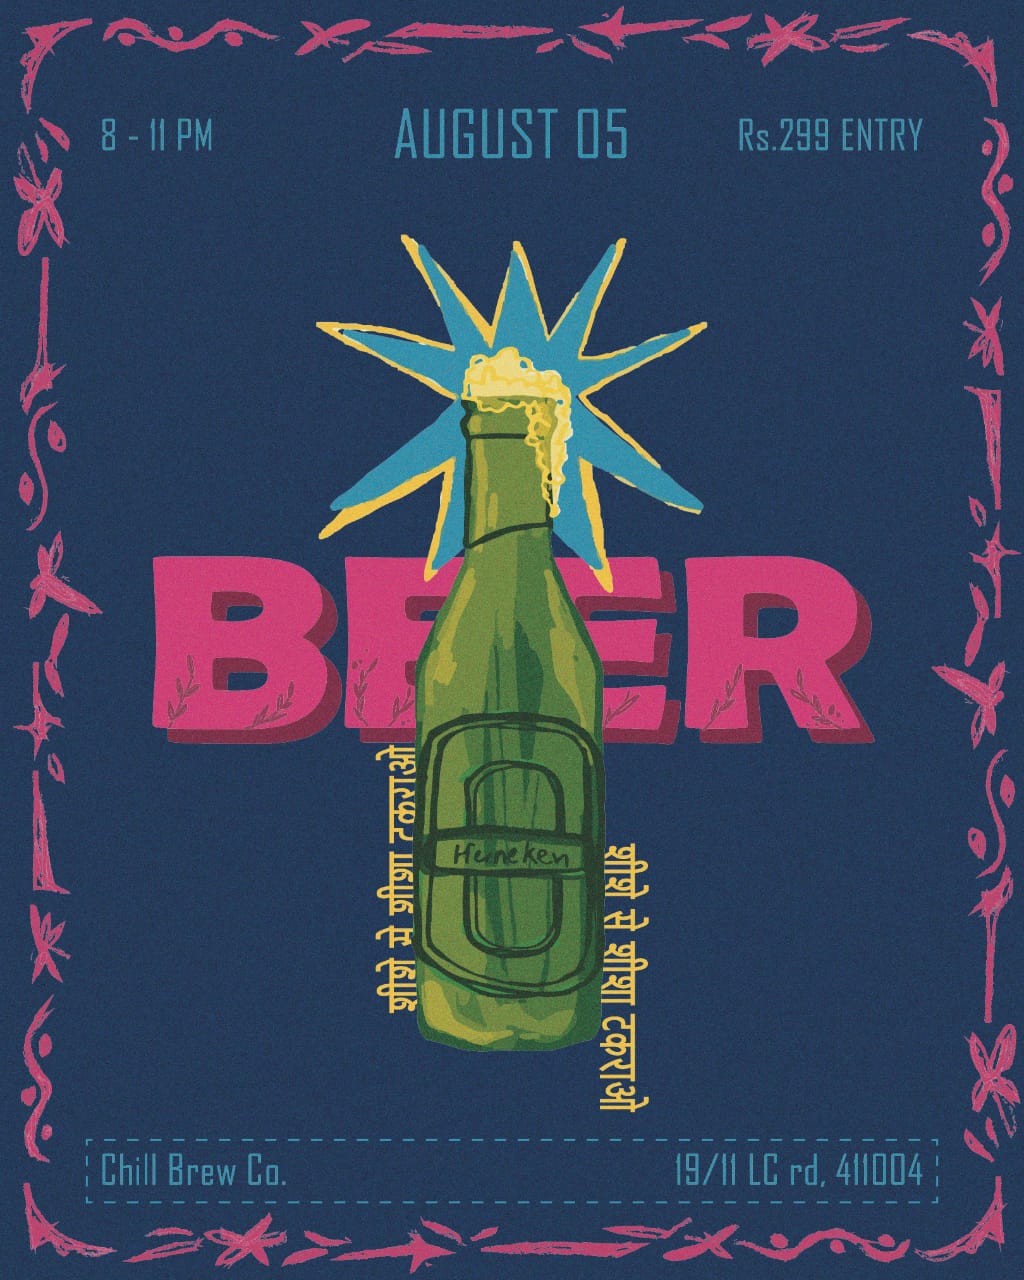 8 - 11 PM
AUGUST 05
Rs.299 ENTRY
BEER
शीशे से शीशा टकराओ
Heineken
शीशे से शीशा टकराओ
Chill Brew Co.
19/11 LC rd, 411004